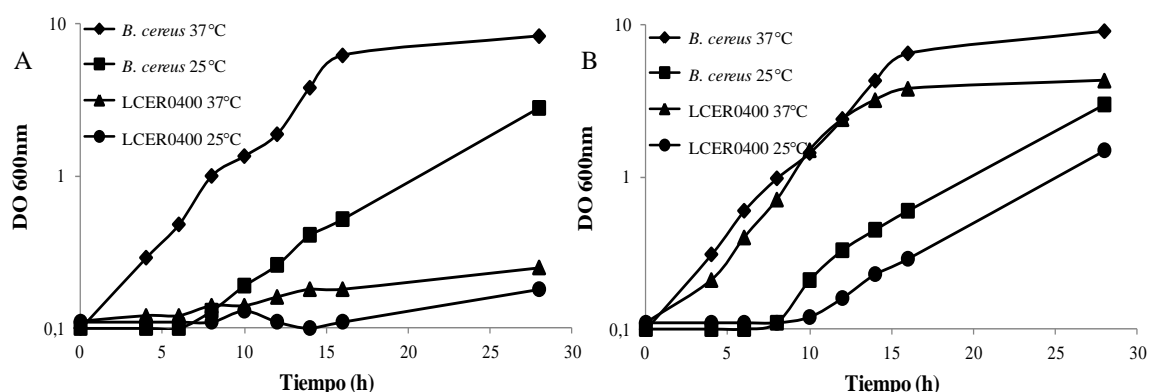 A
DO 600nm
10
1
0,1
B. cereus 37°C
B. cereus 25°C
LCER0400 37°C
LCER0400 25°C
0 5 10 15 20 25 30
Tiempo (h)
B
DO 600nm
10
1
0,1
B. cereus 37°C
B. cereus 25°C
LCER0400 37°C
LCER0400 25°C
0 5 10 15 20 25 30
Tiempo (h)